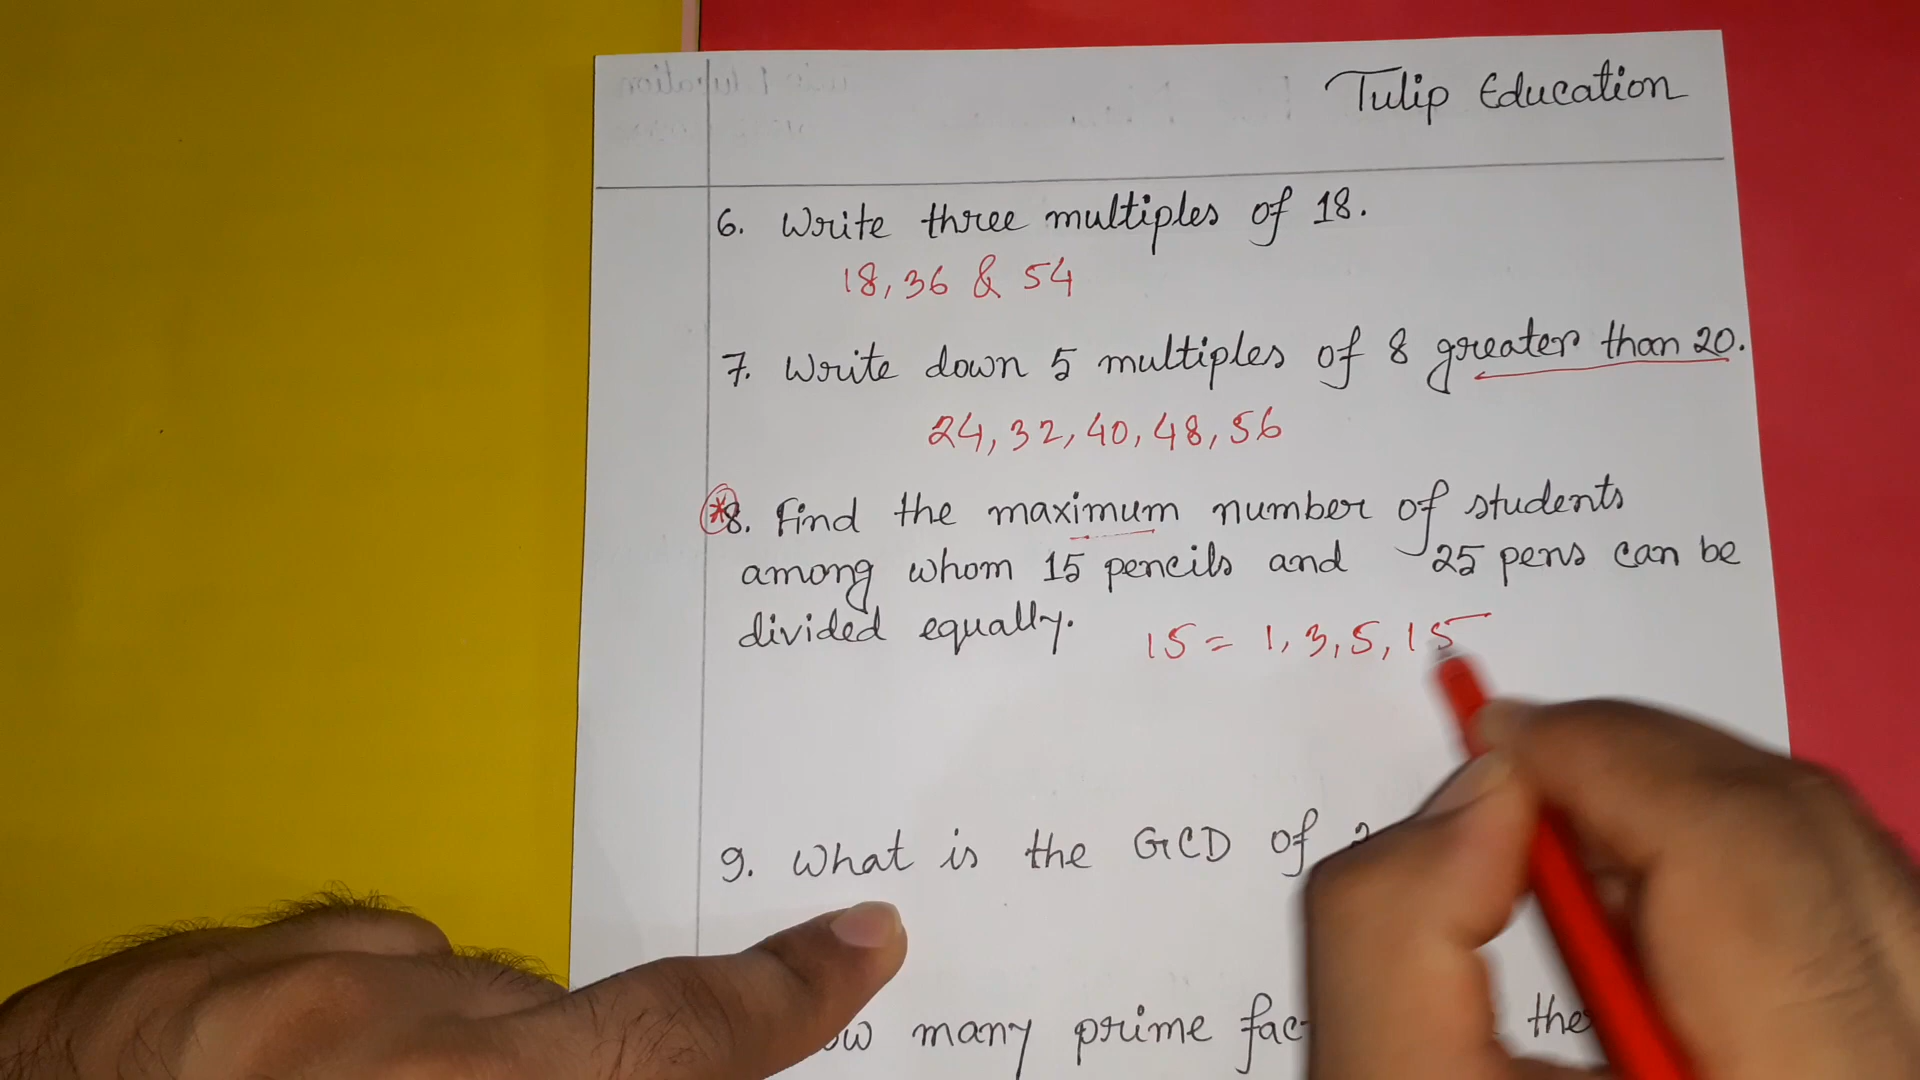 Tulip Education
6. Write three multiples of 18.
18, 36 & 54
7. Write down 5 multiples of 8 greater than 20.
24, 32, 40, 48, 56
*8. Find the maximum number of students
among whom 15 pencils and 25 pens can be
divided equally.
15 = 1, 3, 5, 15
9. What is the GCD of
many prime the